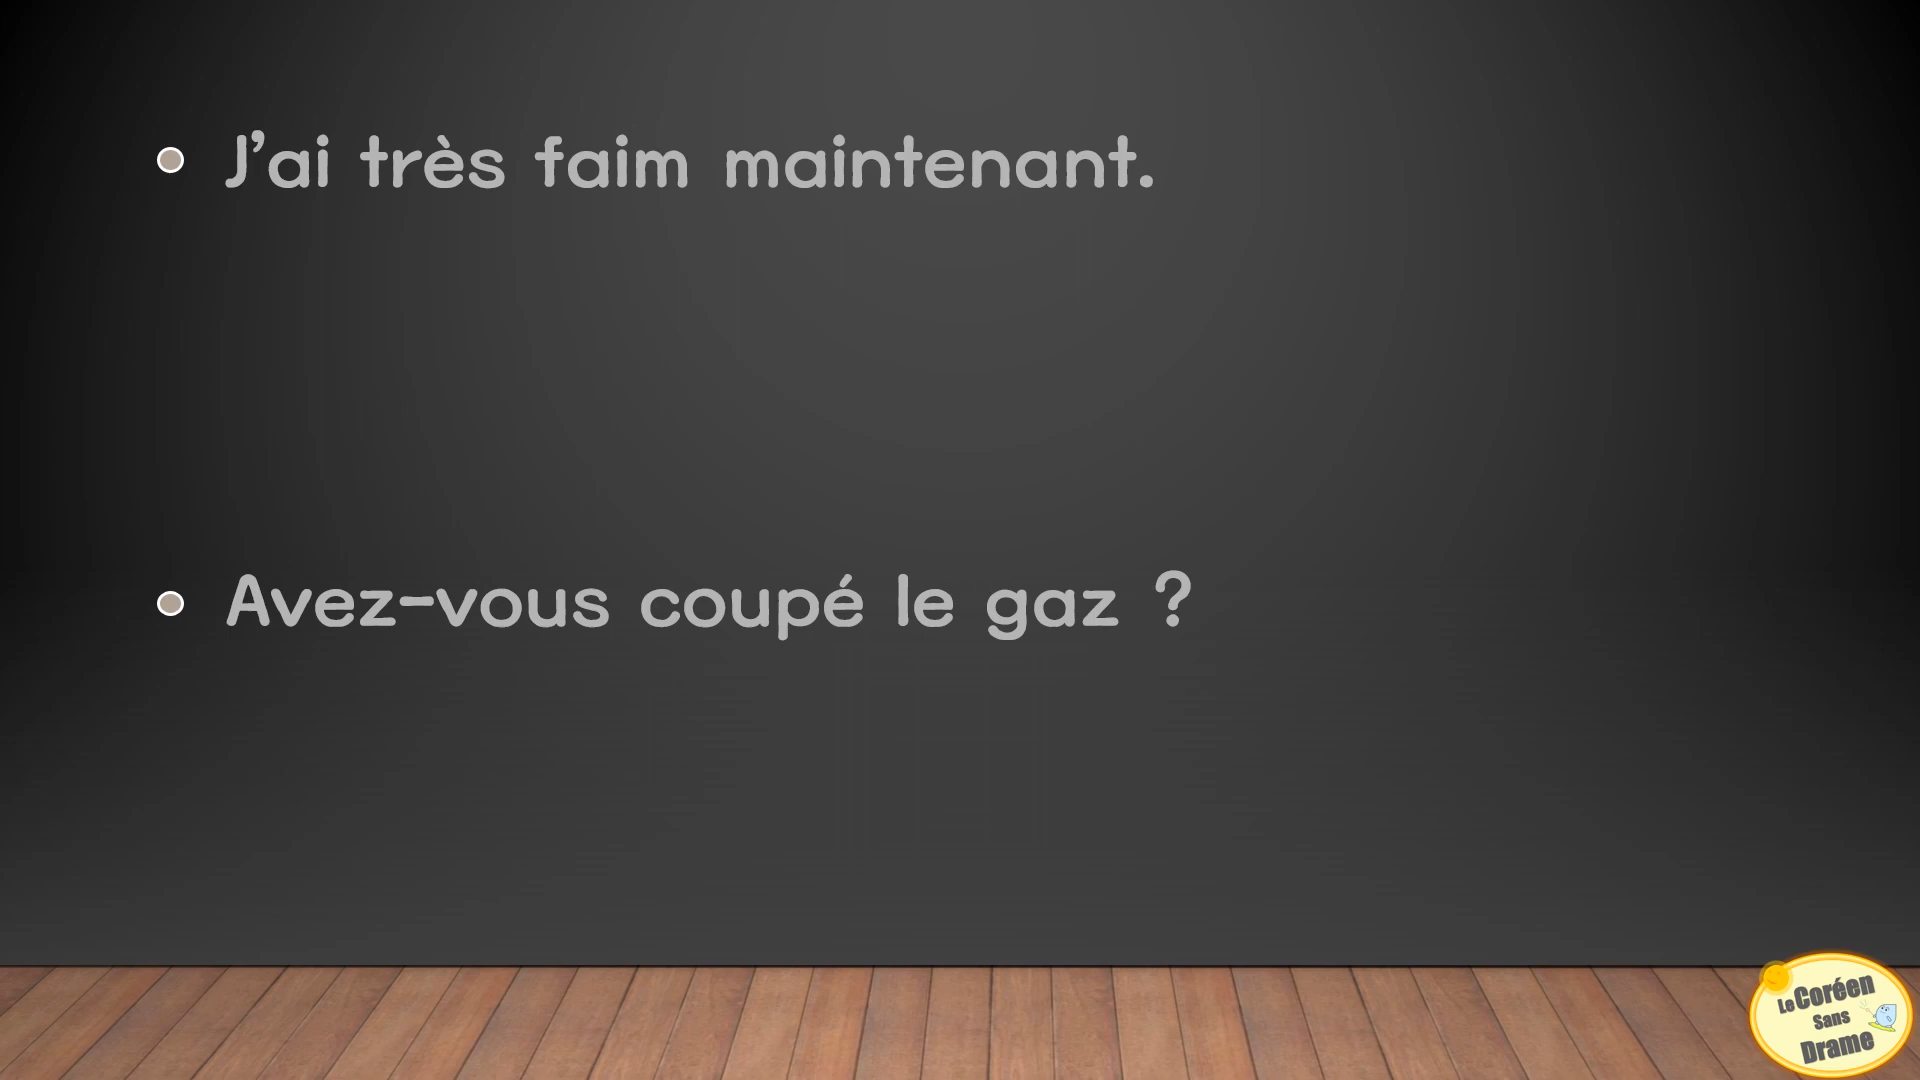 J’ai très faim maintenant.
Avez-vous coupé le gaz ?
Le Coréen
Sans
Drame